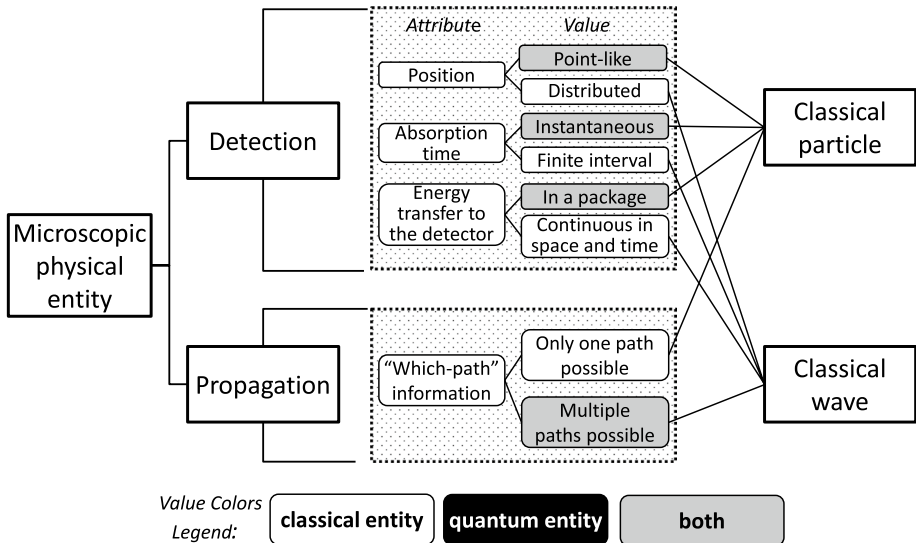 Attribute Value
Point-like
Position
Distributed
Detection
Absorption
time
Instantaneous
Finite interval
Energy
transfer to
the detector
In a package
Continuous in
space and time
Classical
particle
Microscopic
physical
entity
Propagation
“Which-path”
information
Only one path
possible
Multiple
paths possible
Classical
wave
Value Colors
Legend:
classical entity
quantum entity
both